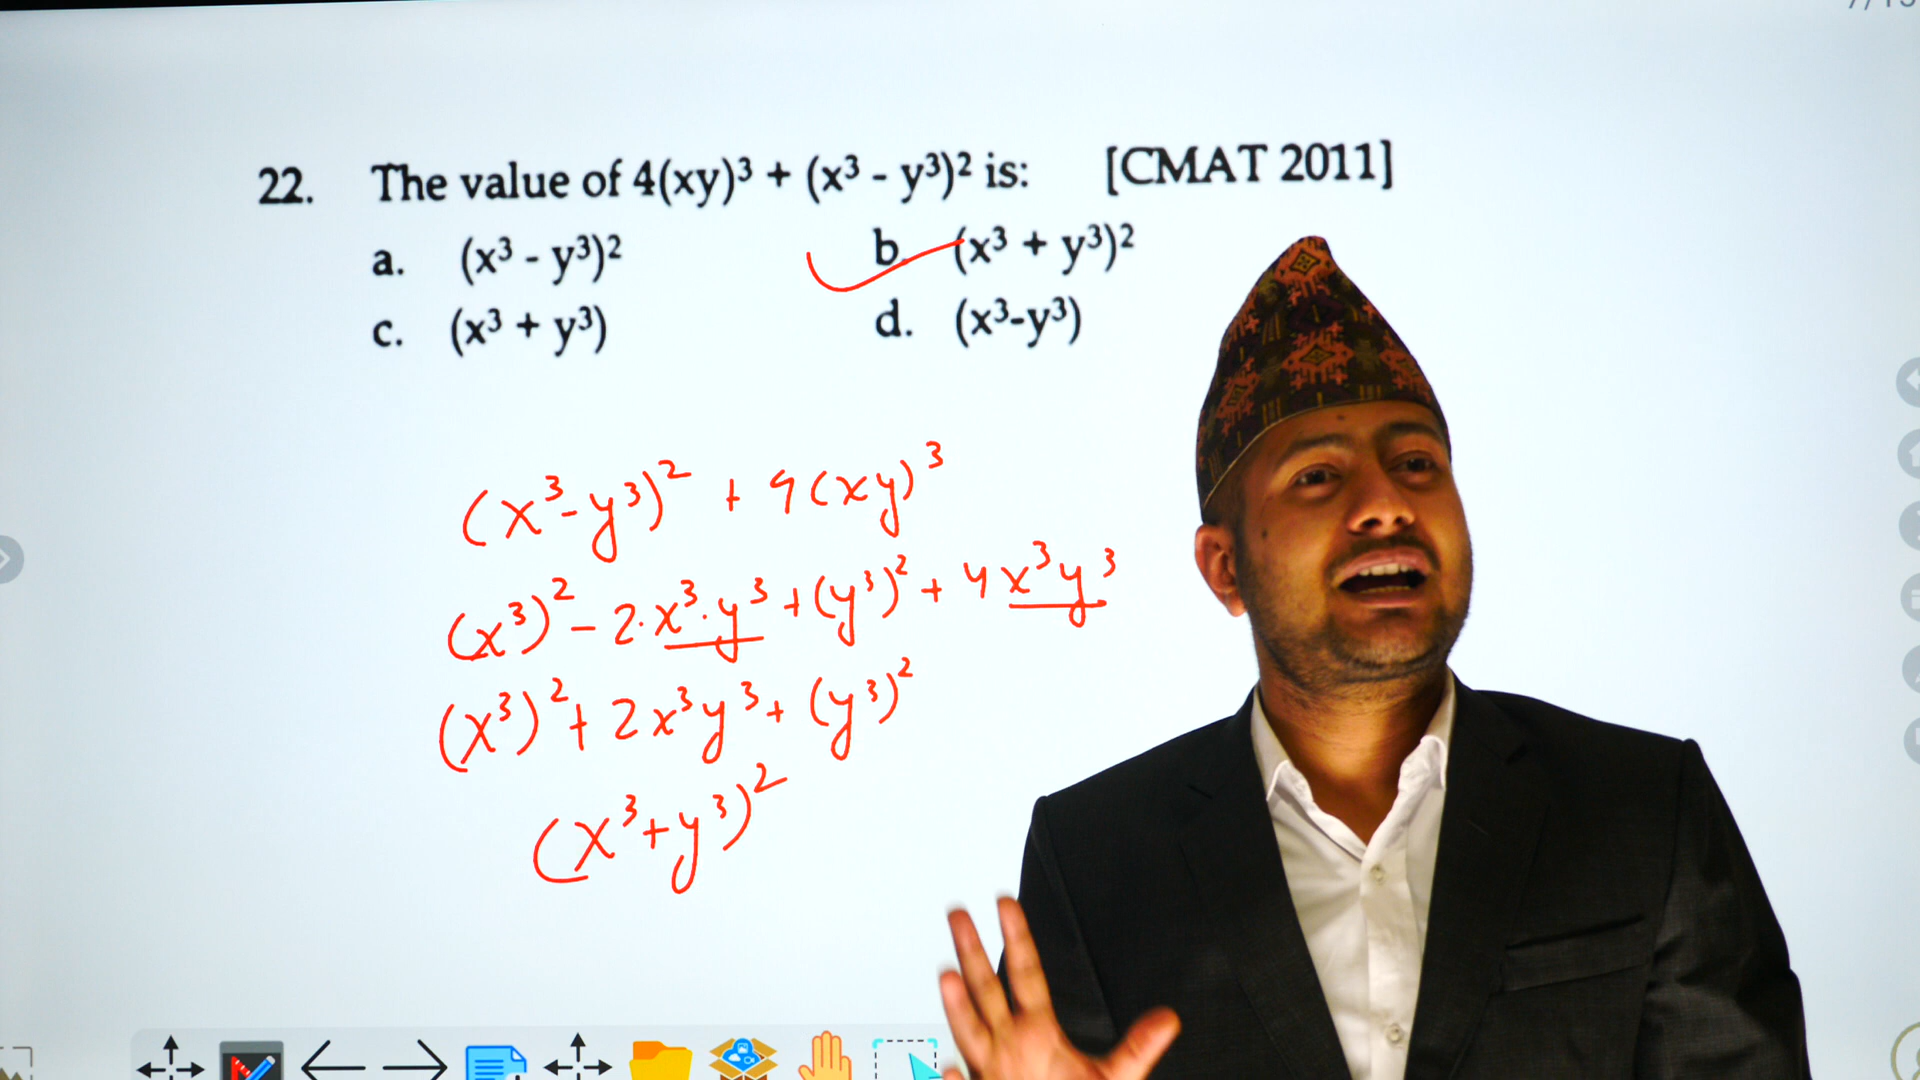 22. The value of 4(xy)³ + (x³ - y³)² is: [CMAT 2011]
a. (x³ - y³)² b. (x³ + y³)²
c. (x³ + y³) d. (x³-y³)
(x³-y³)² + 4(xy)³
(x³)² - 2·x³·y³ + (y³)² + 4x³y³
(x³)² + 2x³y³ + (y³)²
(x³+y³)²